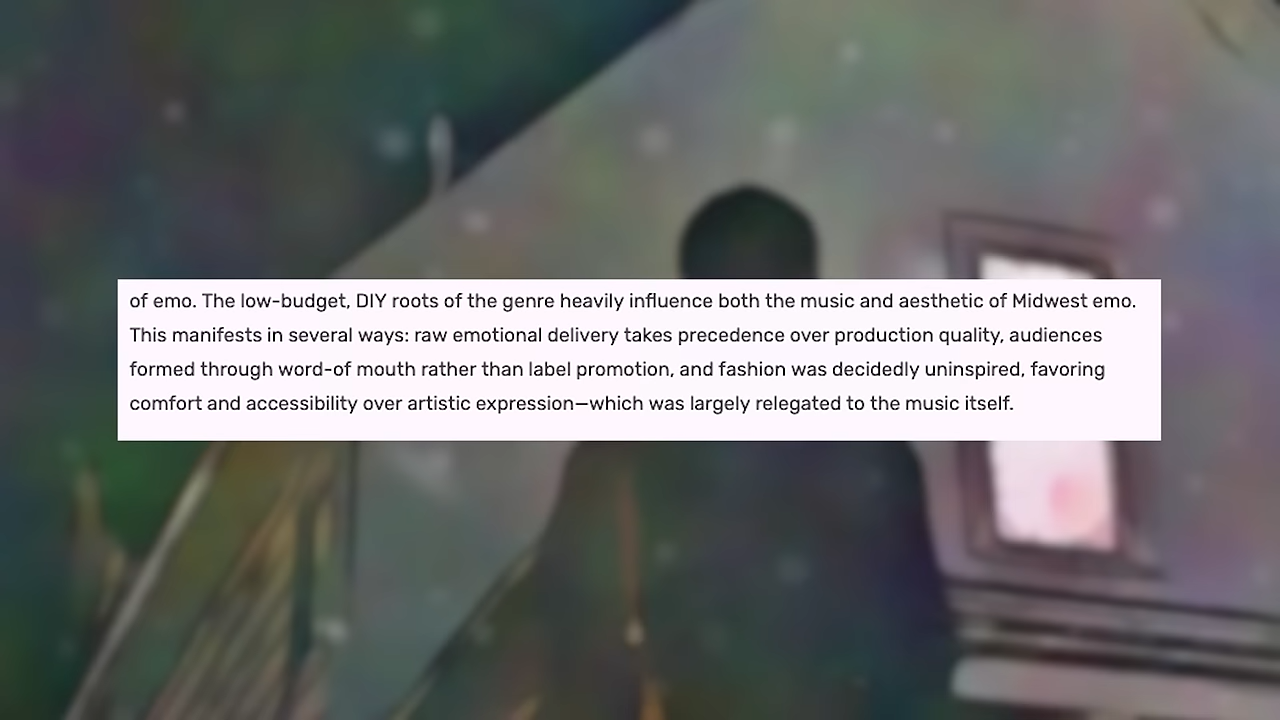 of emo. The low-budget, DIY roots of the genre heavily influence both the music and aesthetic of Midwest emo.
This manifests in several ways: raw emotional delivery takes precedence over production quality, audiences
formed through word-of mouth rather than label promotion, and fashion was decidedly uninspired, favoring
comfort and accessibility over artistic expression—which was largely relegated to the music itself.